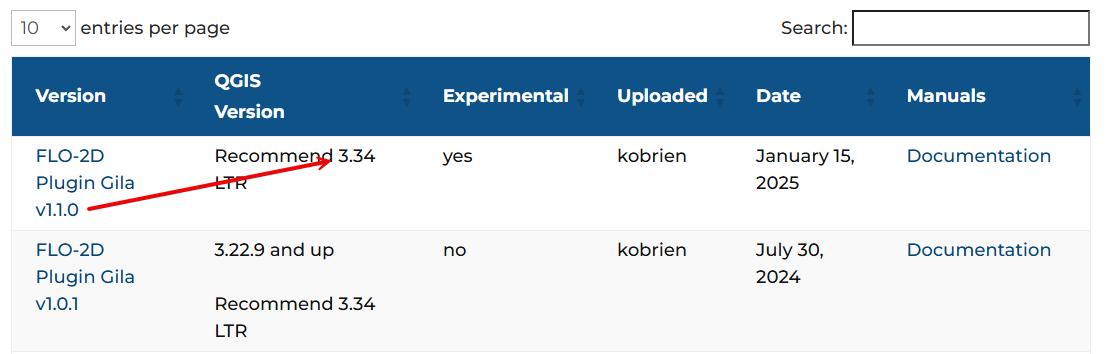 10 entries per page Search:
Version QGIS Version Experimental Uploaded Date Manuals
FLO-2D Recommend 3.34 yes kobrien January 15, Documentation
Plugin Gila LTR 2025
v1.1.0
FLO-2D 3.22.9 and up no kobrien July 30, Documentation
Plugin Gila 2024
v1.0.1 Recommend 3.34
LTR